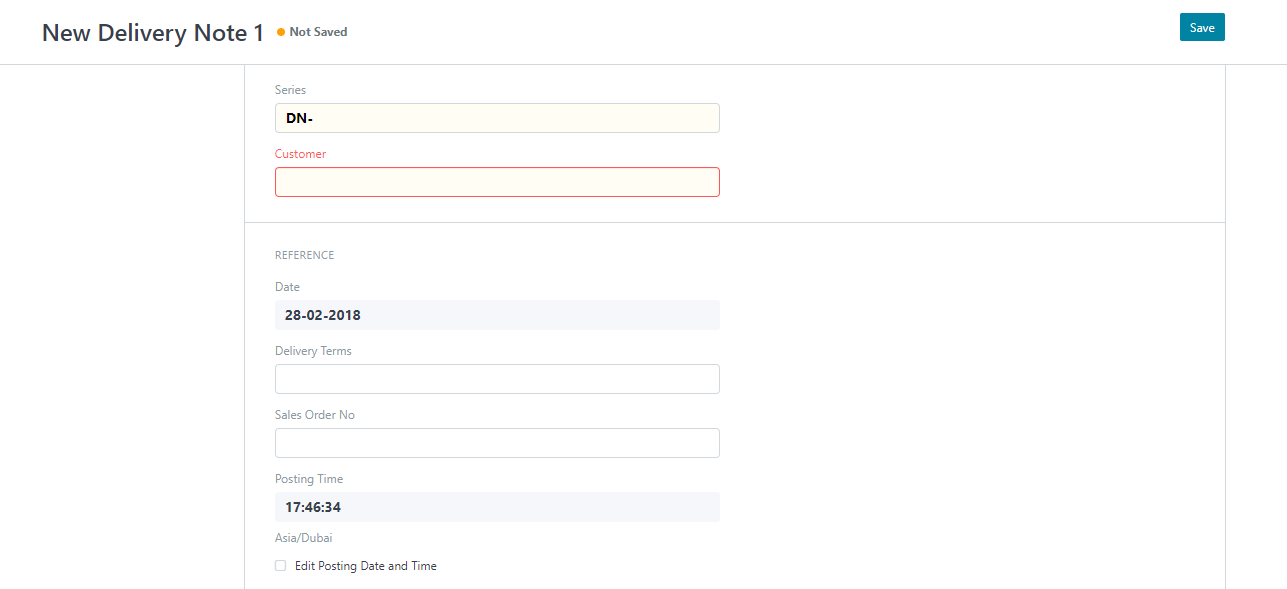 New Delivery Note 1 Not Saved Save
Series
DN-
Customer
REFERENCE
Date
28-02-2018
Delivery Terms
Sales Order No
Posting Time
17:46:34
Asia/Dubai
Edit Posting Date and Time